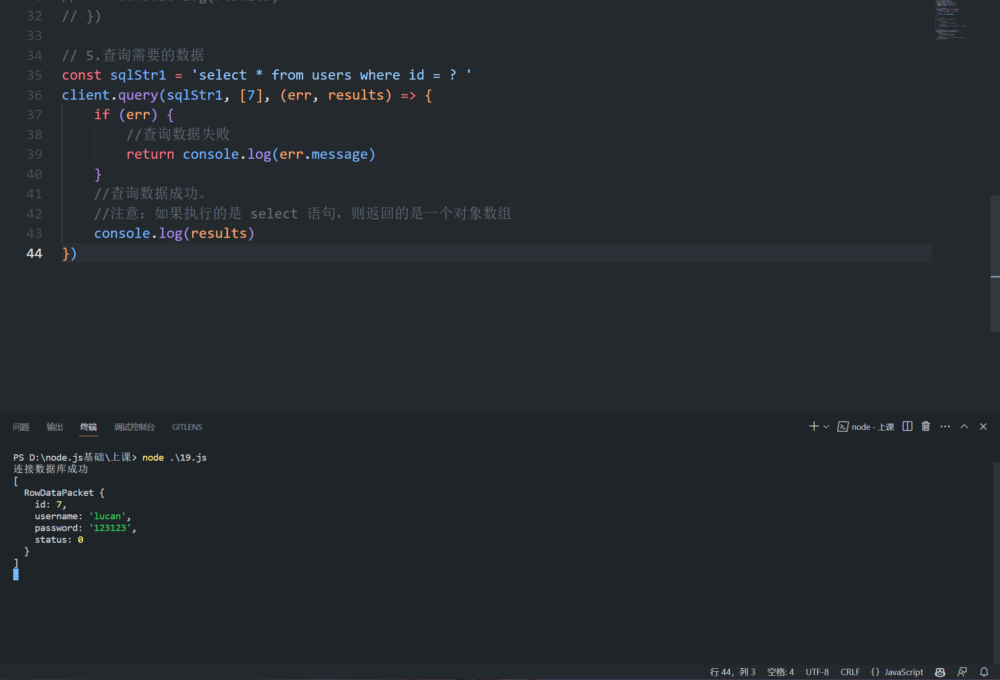 32 // })
33
34 // 5.查询需要的数据
35 const sqlStr1 = 'select * from users where id = ? '
36 client.query(sqlStr1, [7], (err, results) => {
37     if (err) {
38         //查询数据失败
39         return console.log(err.message)
40     }
41     //查询数据成功。
42     //注意：如果执行的是 select 语句，则返回的是一个对象数组
43     console.log(results)
44 })
问题 输出 终端 调试控制台 GITLENS node - 上课
PS D:\node.js基础\上课> node .\19.js
连接数据库成功
[
  RowDataPacket {
    id: 7,
    username: 'lucan',
    password: '123123',
    status: 0
  }
]
行 44，列 3 空格: 4 UTF-8 CRLF {} JavaScript